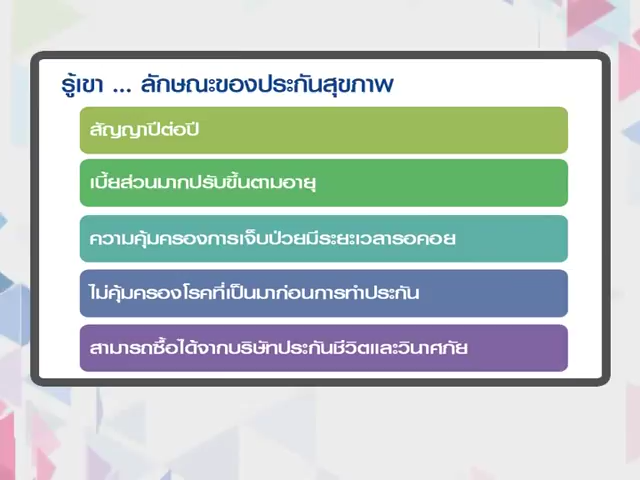 รู้เขา ... ลักษณะของประกันสุขภาพ
สัญญาปีต่อปี
เบี้ยส่วนมากปรับขึ้นตามอายุ
ความคุ้มครองการเจ็บป่วยมีระยะเวลารอคอย
ไม่คุ้มครองโรคที่เป็นมาก่อนการทำประกัน
สามารถซื้อได้จากบริษัทประกันชีวิตและวินาศภัย